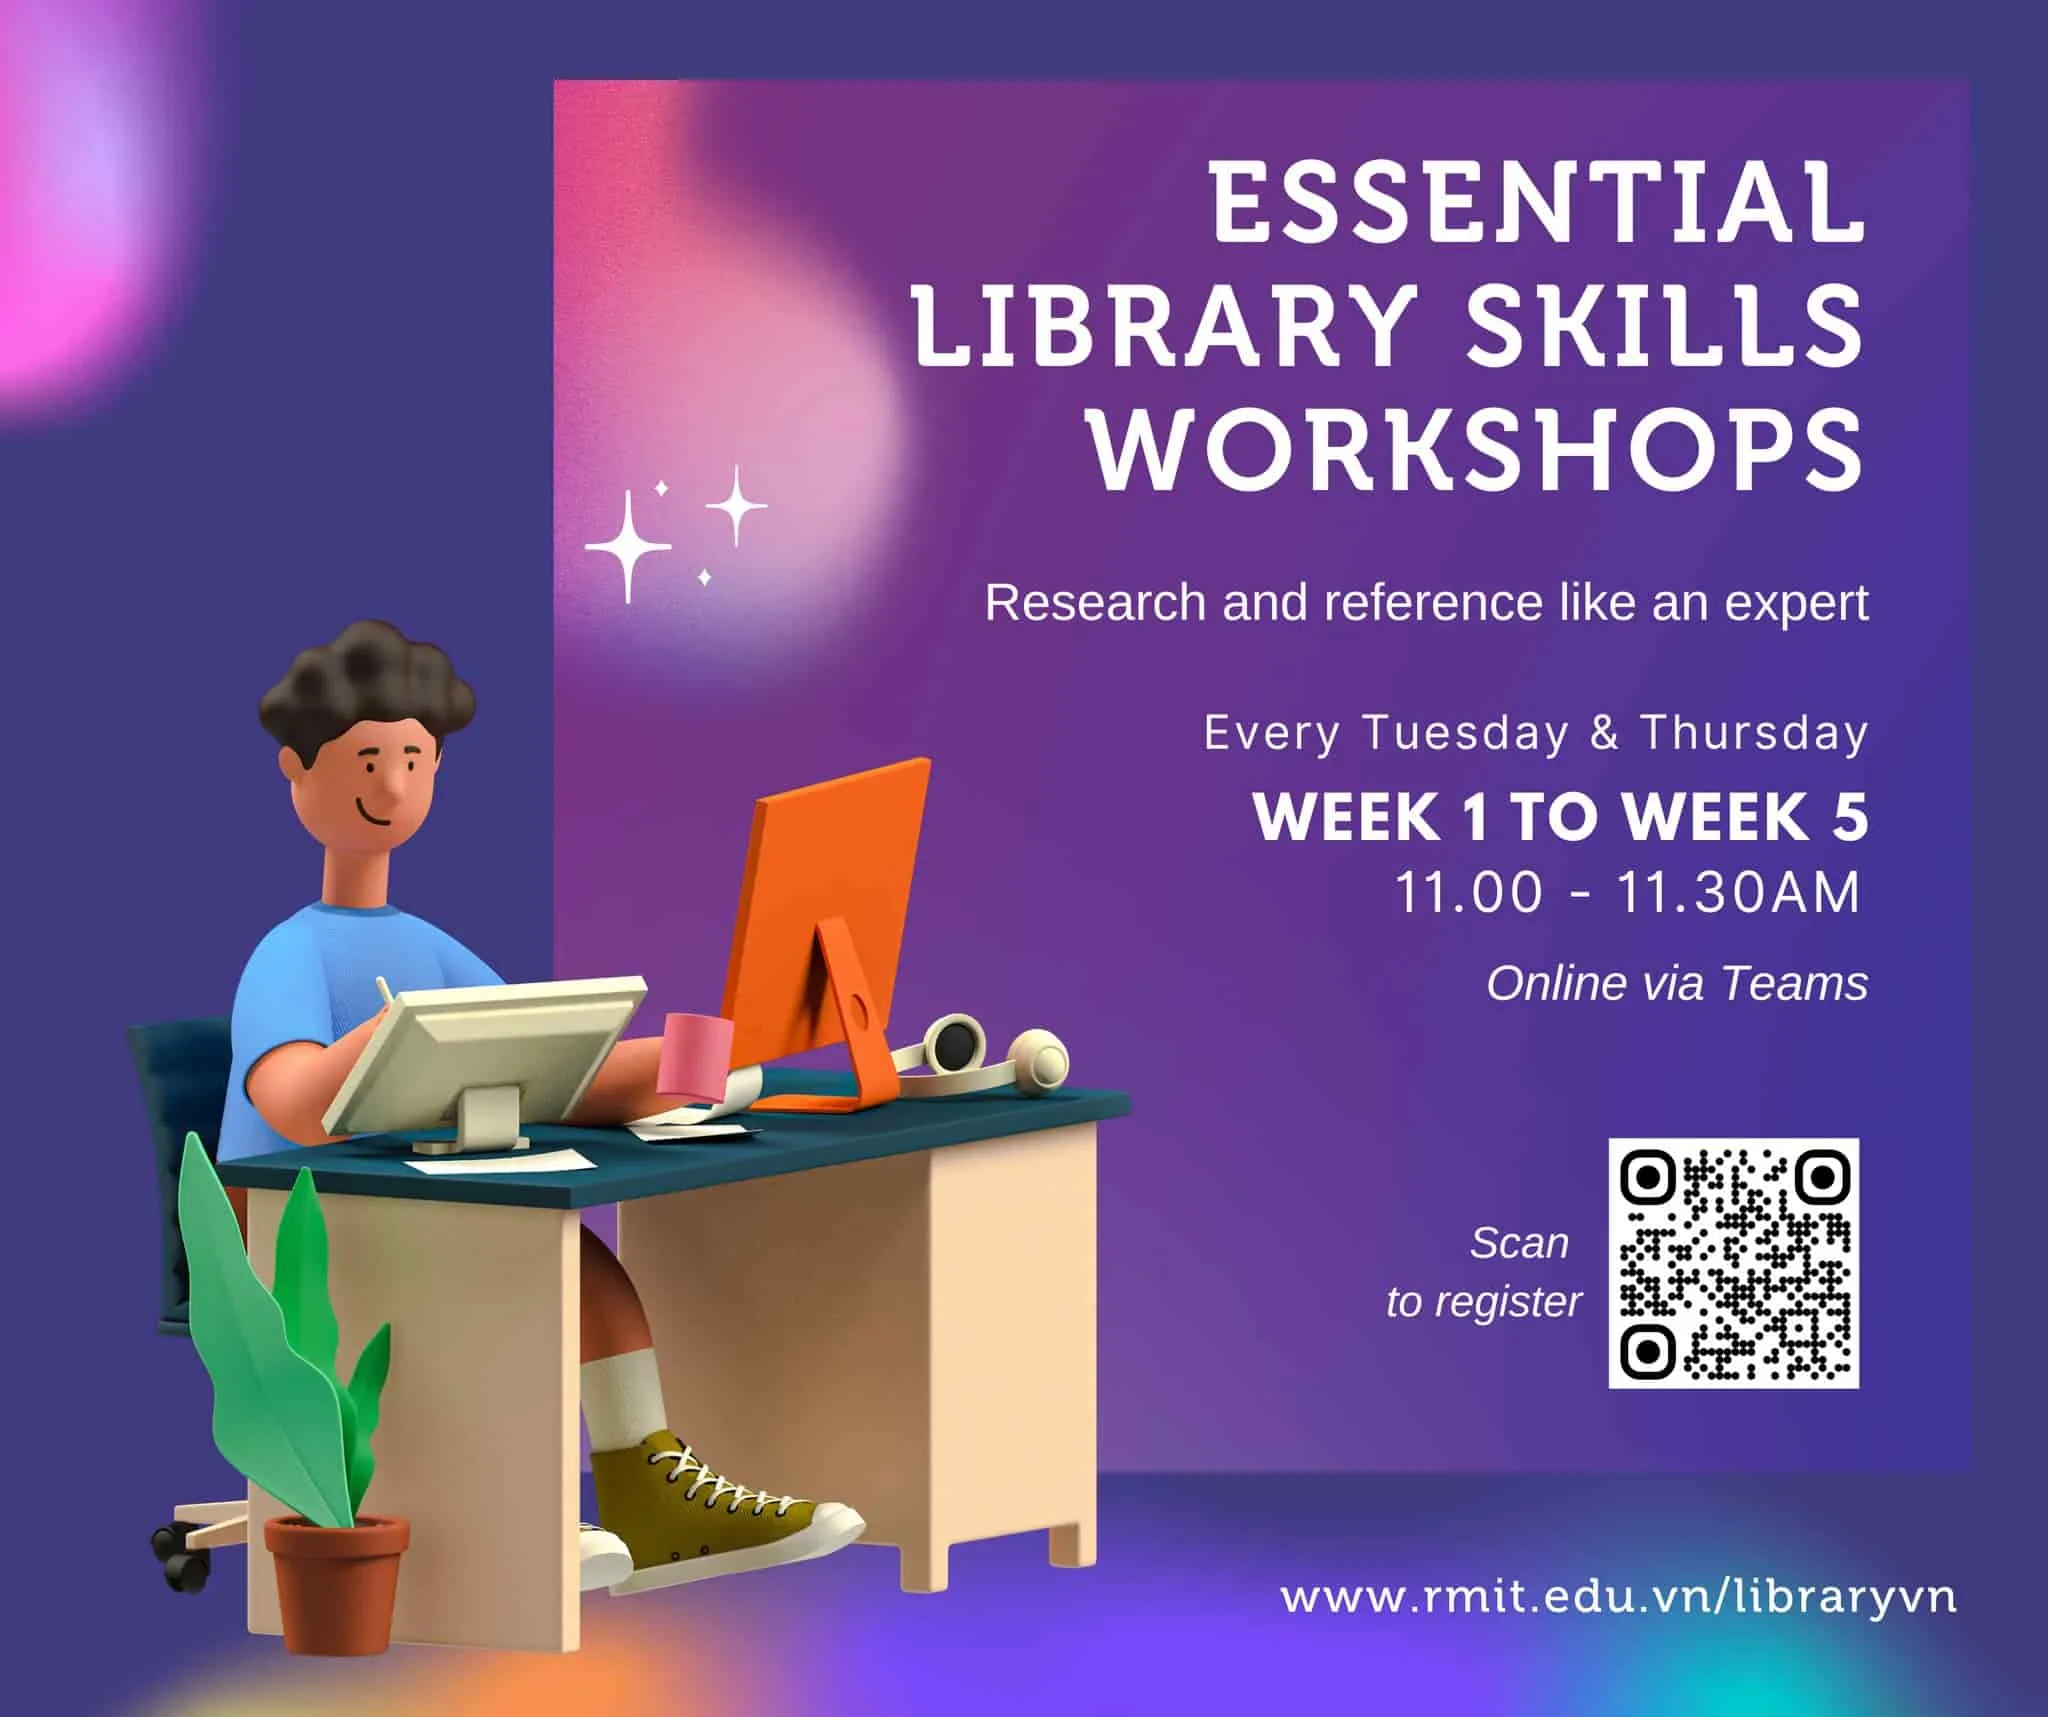 ESSENTIAL
LIBRARY SKILLS
WORKSHOPS
Research and reference like an expert
Every Tuesday & Thursday
WEEK 1 TO WEEK 5
11.00 - 11.30AM
Online via Teams
Scan
to register
www.rmit.edu.vn/libraryvn